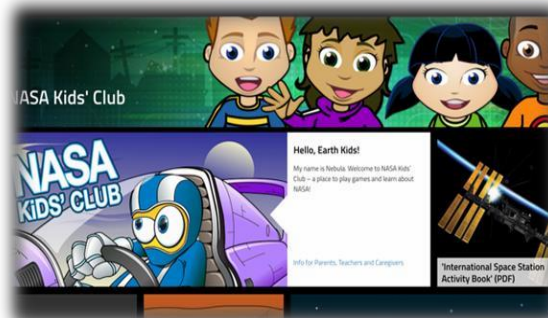 NASA Kids' Club
NASA
KiDS' CLUB
Hello, Earth Kids!
My name is Nebula. Welcome to NASA Kids'
Club – a place to play games and learn about
NASA!
Info for Parents, Teachers and Caregivers
'International Space Station
Activity Book' (PDF)